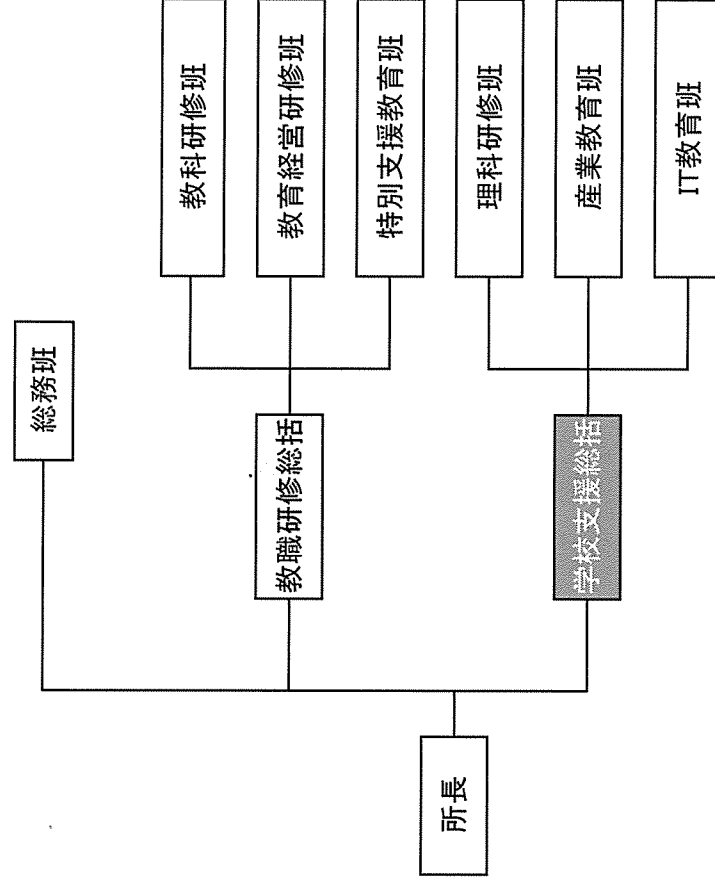 所長
総務班
教職研修総括
教科研修班
教育経営研修班
特別支援教育班
学校支援総括
理科研修班
産業教育班
IT教育班